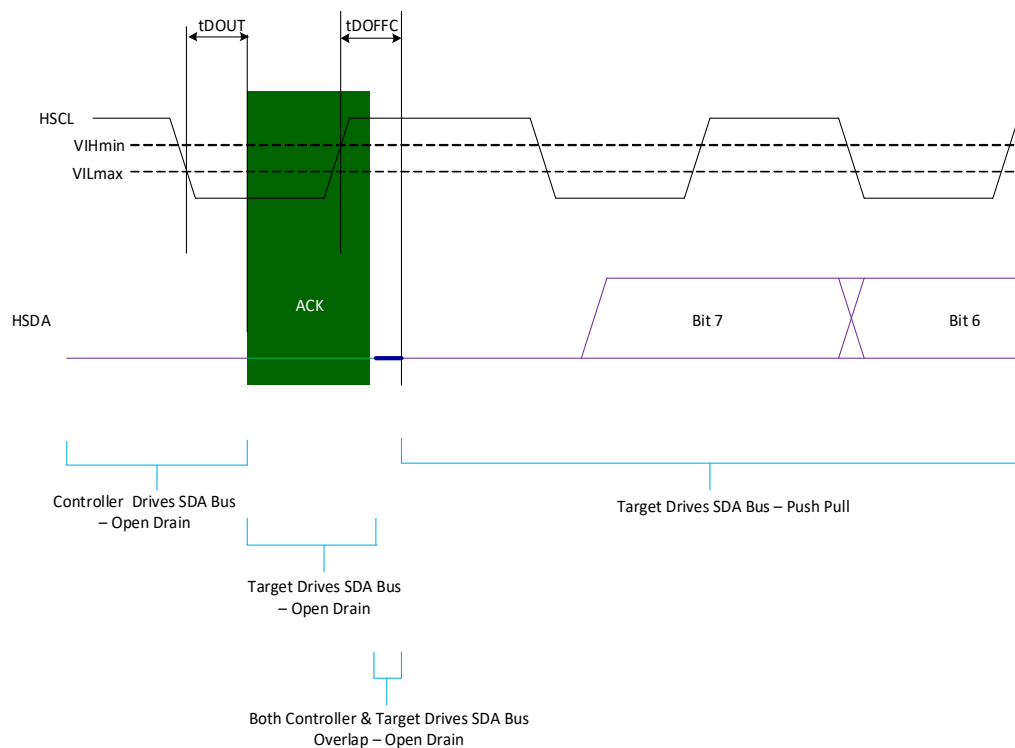 tDOUT
tDOFFC
HSCL
VIHmin
VILmax
ACK
HSDA
Bit 7
Bit 6
Controller Drives SDA Bus
– Open Drain
Target Drives SDA Bus – Push Pull
Target Drives SDA Bus
– Open Drain
Both Controller & Target Drives SDA Bus
Overlap – Open Drain